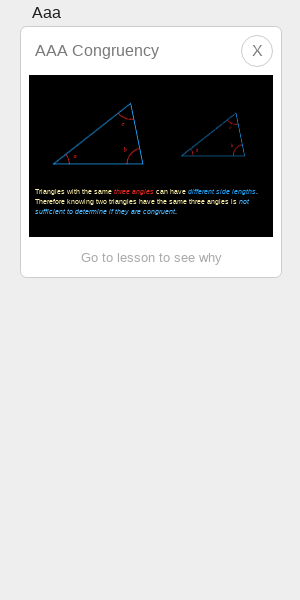 Aaa
AAA Congruency
X
Triangles with the same three angles can have different side lengths.
Therefore knowing two triangles have the same three angles is not
sufficient to determine if they are congruent.
Go to lesson to see why